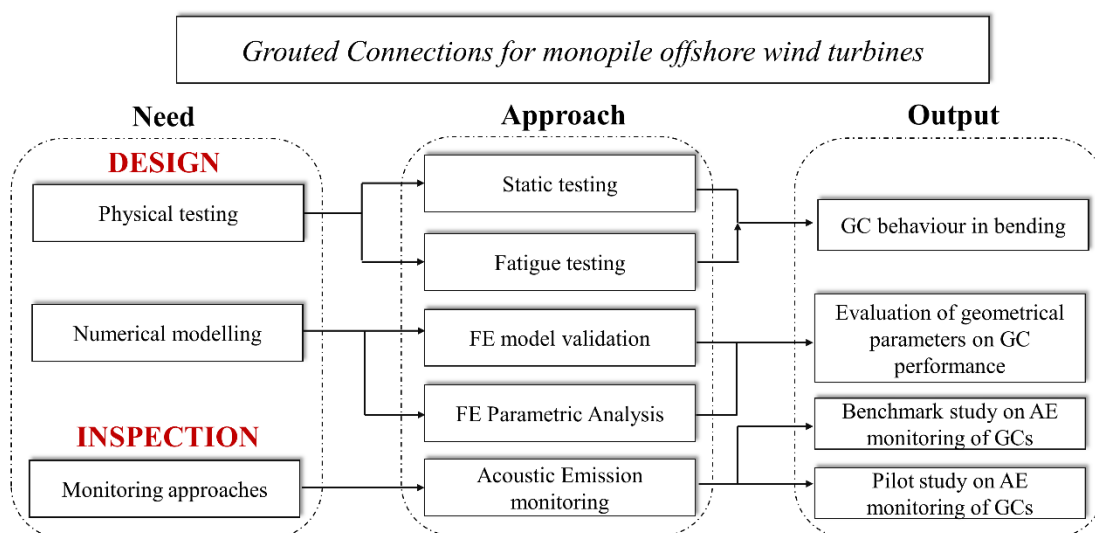 Grouted Connections for monopile offshore wind turbines
Need
Approach
Output
DESIGN
Physical testing
Numerical modelling
INSPECTION
Monitoring approaches
Static testing
Fatigue testing
FE model validation
FE Parametric Analysis
Acoustic Emission
monitoring
GC behaviour in bending
Evaluation of geometrical
parameters on GC
performance
Benchmark study on AE
monitoring of GCs
Pilot study on AE
monitoring of GCs